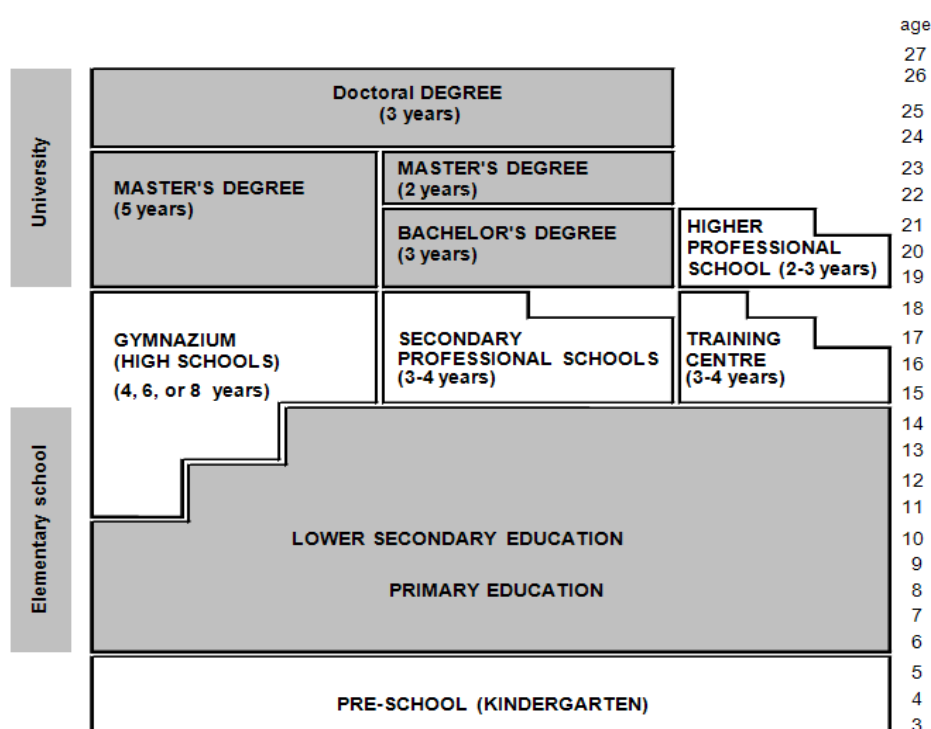 age
27
26
Doctoral DEGREE
(3 years)
25
24
University
MASTER'S DEGREE
(5 years)
MASTER'S DEGREE
(2 years)
23
22
BACHELOR'S DEGREE
(3 years)
HIGHER
PROFESSIONAL
SCHOOL (2-3 years)
21
20
19
18
GYMNAZIUM
(HIGH SCHOOLS)
(4, 6, or 8 years)
SECONDARY
PROFESSIONAL SCHOOLS
(3-4 years)
TRAINING
CENTRE
(3-4 years)
17
16
15
14
13
12
11
Elementary school
LOWER SECONDARY EDUCATION
10
9
PRIMARY EDUCATION
8
7
6
5
PRE-SCHOOL (KINDERGARTEN)
4
3